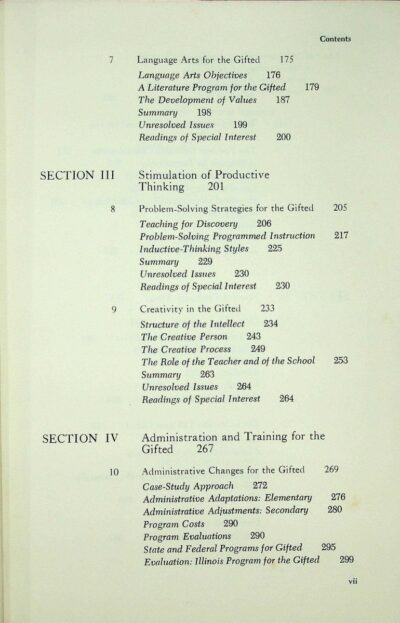 Contents
7 Language Arts for the Gifted 175
Language Arts Objectives 176
A Literature Program for the Gifted 179
The Development of Values 187
Summary 198
Unresolved Issues 199
Readings of Special Interest 200
SECTION III Stimulation of Productive
Thinking 201
8 Problem-Solving Strategies for the Gifted 205
Teaching for Discovery 206
Problem-Solving Programmed Instruction 217
Inductive-Thinking Styles 225
Summary 229
Unresolved Issues 230
Readings of Special Interest 230
9 Creativity in the Gifted 233
Structure of the Intellect 234
The Creative Person 243
The Creative Process 249
The Role of the Teacher and of the School 253
Summary 263
Unresolved Issues 264
Readings of Special Interest 264
SECTION IV Administration and Training for the
Gifted 267
10 Administrative Changes for the Gifted 269
Case-Study Approach 272
Administrative Adaptations: Elementary 276
Administrative Adjustments: Secondary 280
Program Costs 290
Program Evaluations 290
State and Federal Programs for Gifted 295
Evaluation: Illinois Program for the Gifted 299
vii